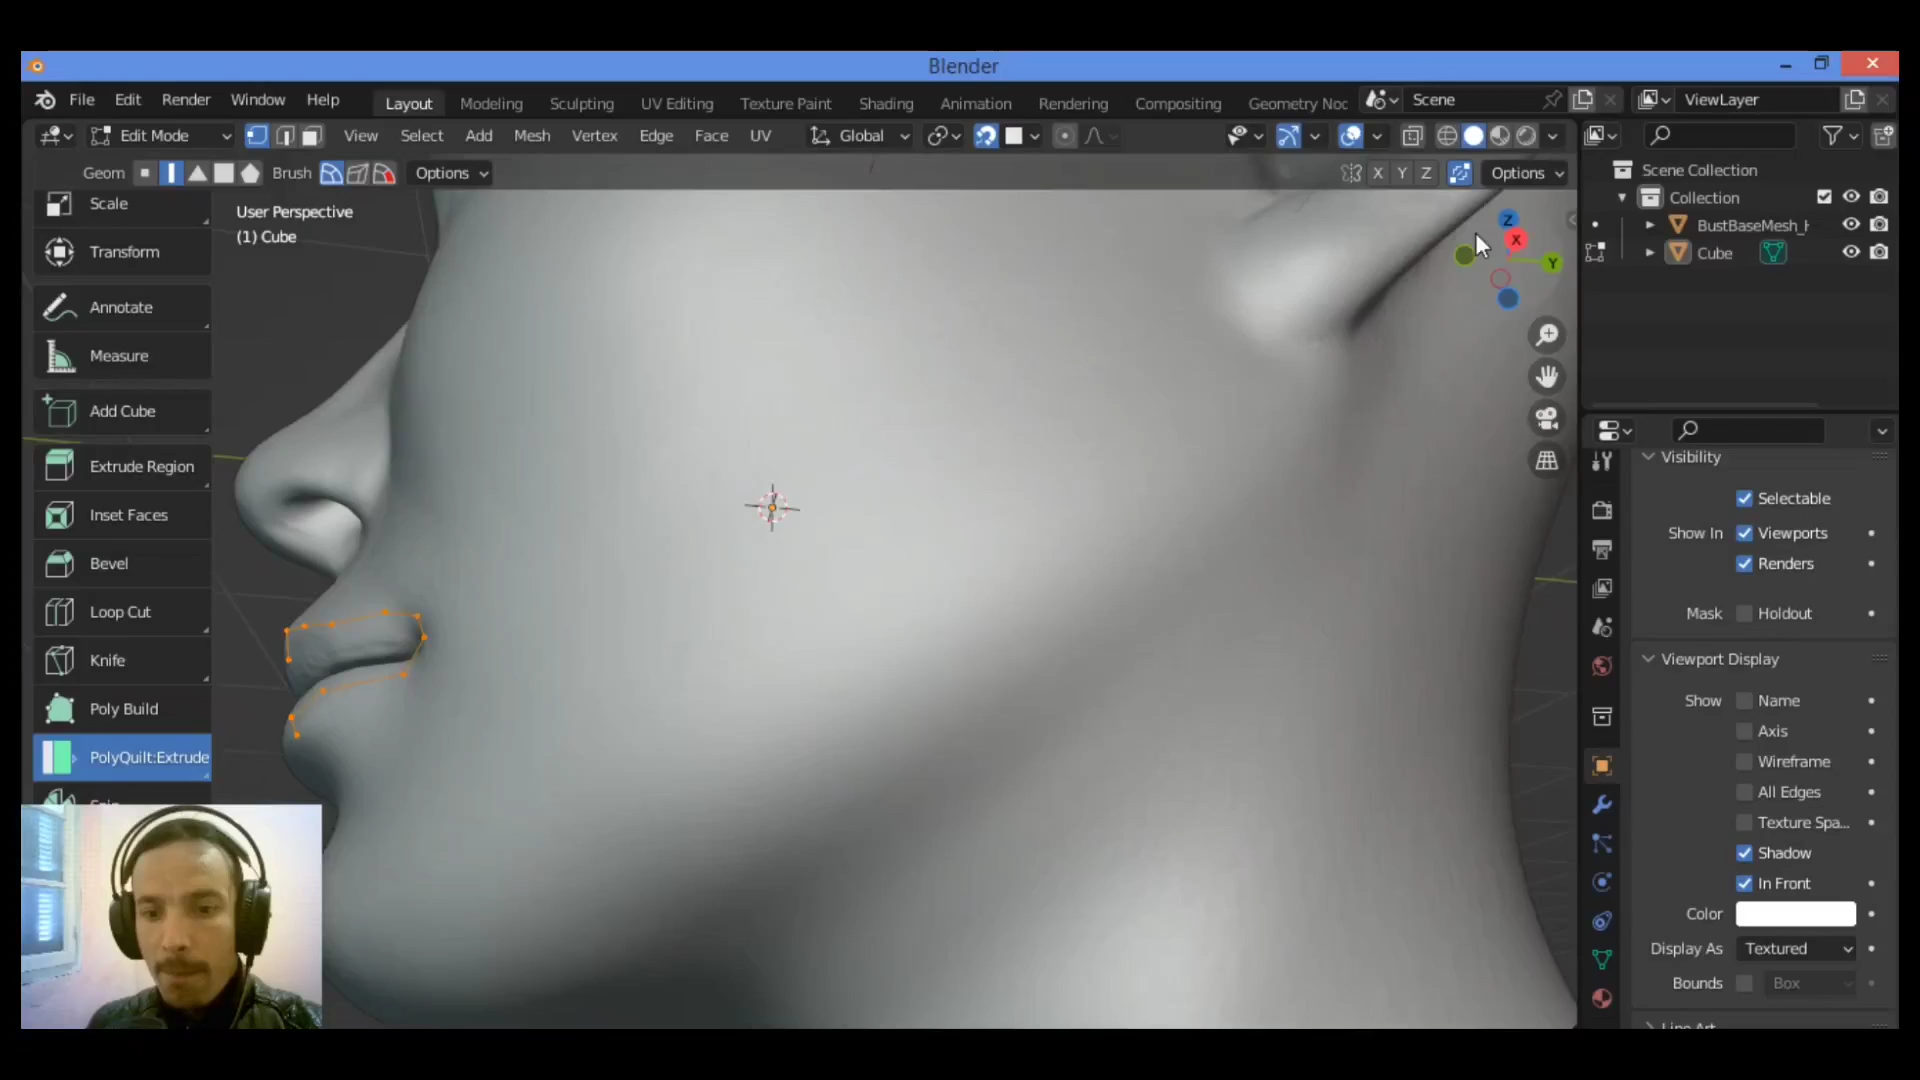 Blender
File Edit Render Window Help Layout Modeling Sculpting UV Editing Texture Paint Shading Animation Rendering Compositing Geometry Noc Scene ViewLayer
Edit Mode View Select Add Mesh Vertex Edge Face UV Global
Geom Brush Options X Y Z Options
Scene Collection
Collection
BustBaseMesh_H
Cube
User Perspective
(1) Cube
Z
X
Y
Scale
Transform
Annotate
Measure
Add Cube
Extrude Region
Inset Faces
Bevel
Loop Cut
Knife
Poly Build
PolyQuilt:Extrude
Spin
Visibility
Selectable
Show In Viewports
Renders
Mask Holdout
Viewport Display
Show Name
Axis
Wireframe
All Edges
Texture Spa...
Shadow
In Front
Color
Display As Textured
Bounds Box
Line Art